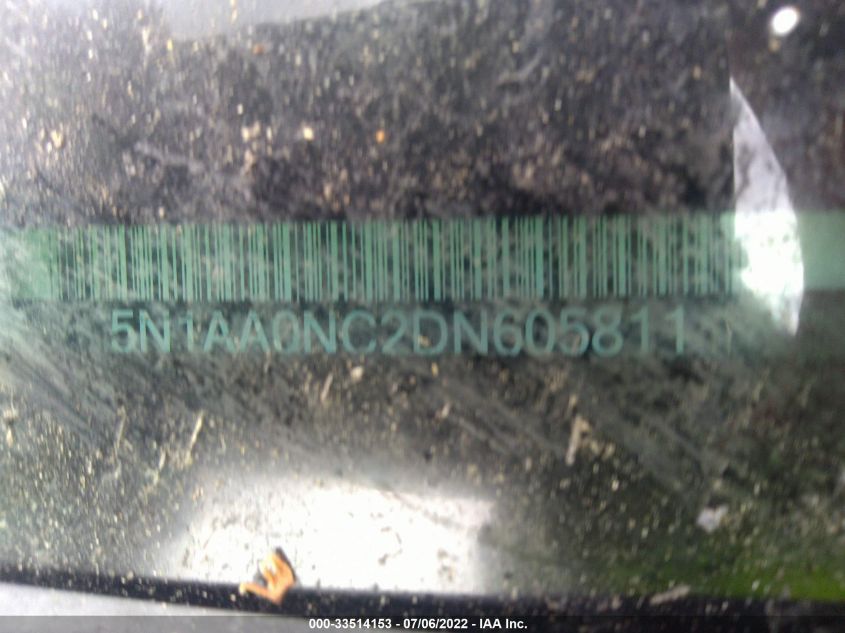 5N1AA0NC2DN605811
000-33514153 - 07/06/2022 - IAA Inc.